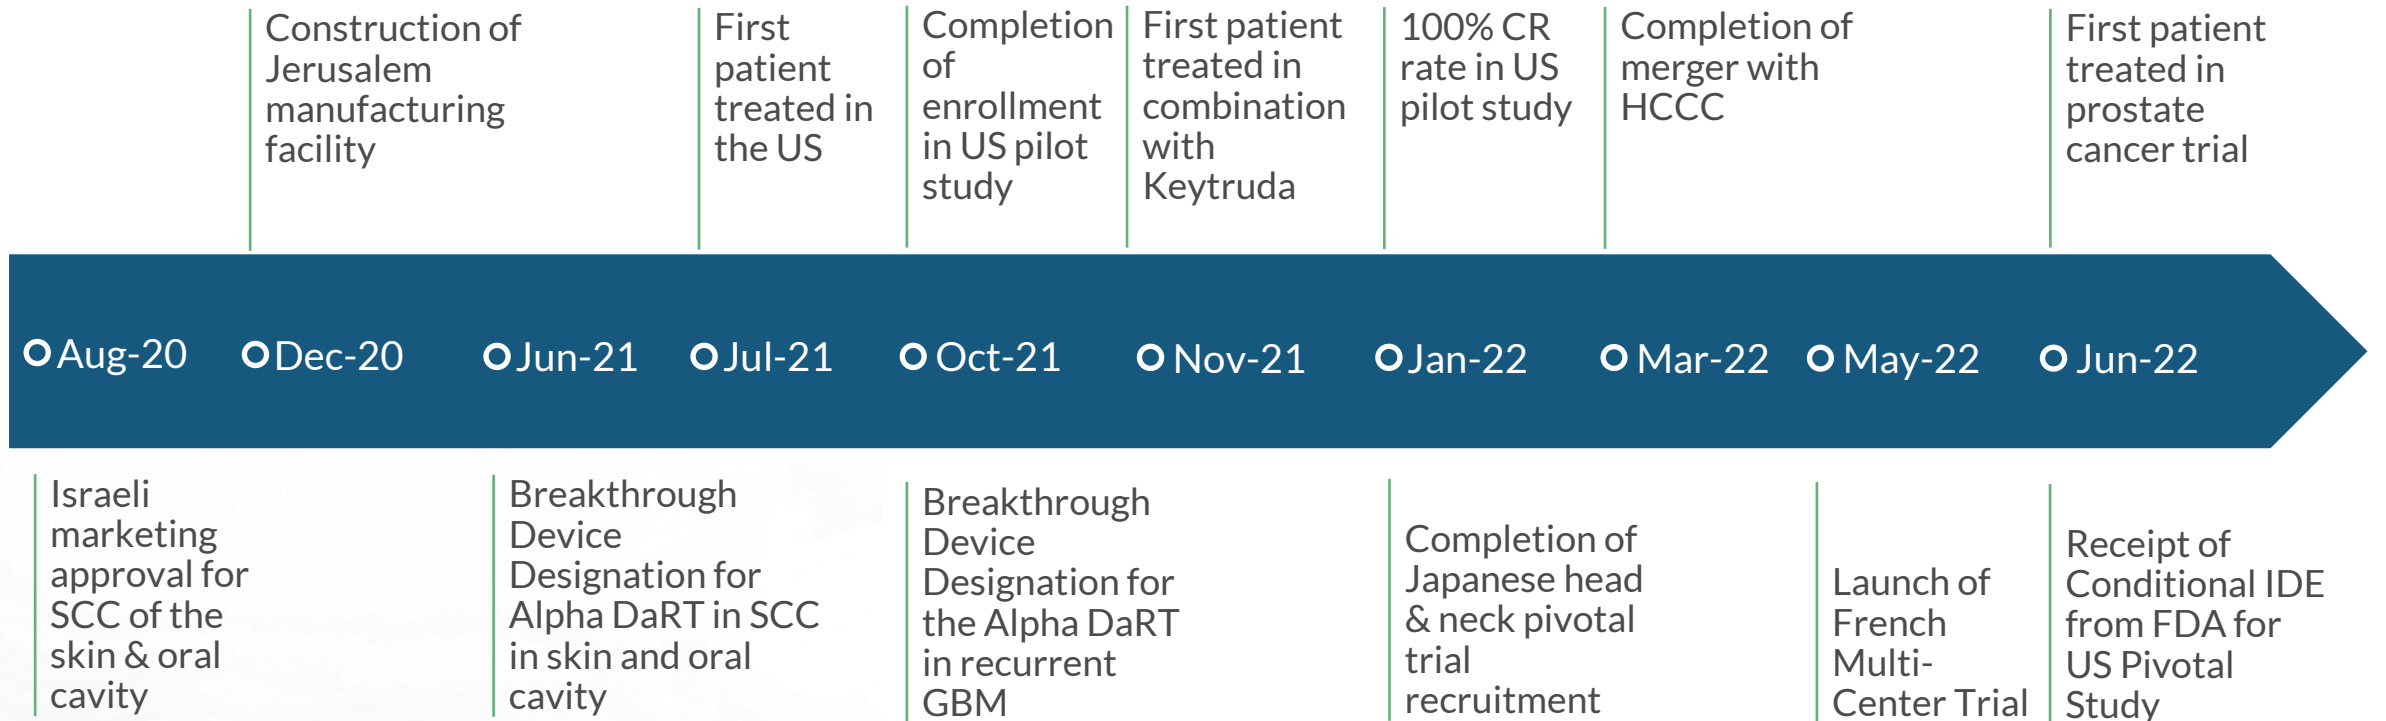 Construction of
Jerusalem
manufacturing
facility
First
patient
treated in
the US
Completion
of
enrollment
in US pilot
study
First patient
treated in
combination
with
Keytruda
100% CR
rate in US
pilot study
Completion of
merger with
HCCC
First patient
treated in
prostate
cancer trial
Aug-20
Dec-20
Jun-21
Jul-21
Oct-21
Nov-21
Jan-22
Mar-22
May-22
Jun-22
Israeli
marketing
approval for
SCC of the
skin & oral
cavity
Breakthrough
Device
Designation for
Alpha DaRT in SCC
in skin and oral
cavity
Breakthrough
Device
Designation for
the Alpha DaRT
in recurrent
GBM
Completion of
Japanese head
& neck pivotal
trial
recruitment
Launch of
French
Multi-
Center Trial
Receipt of
Conditional IDE
from FDA for
US Pivotal
Study